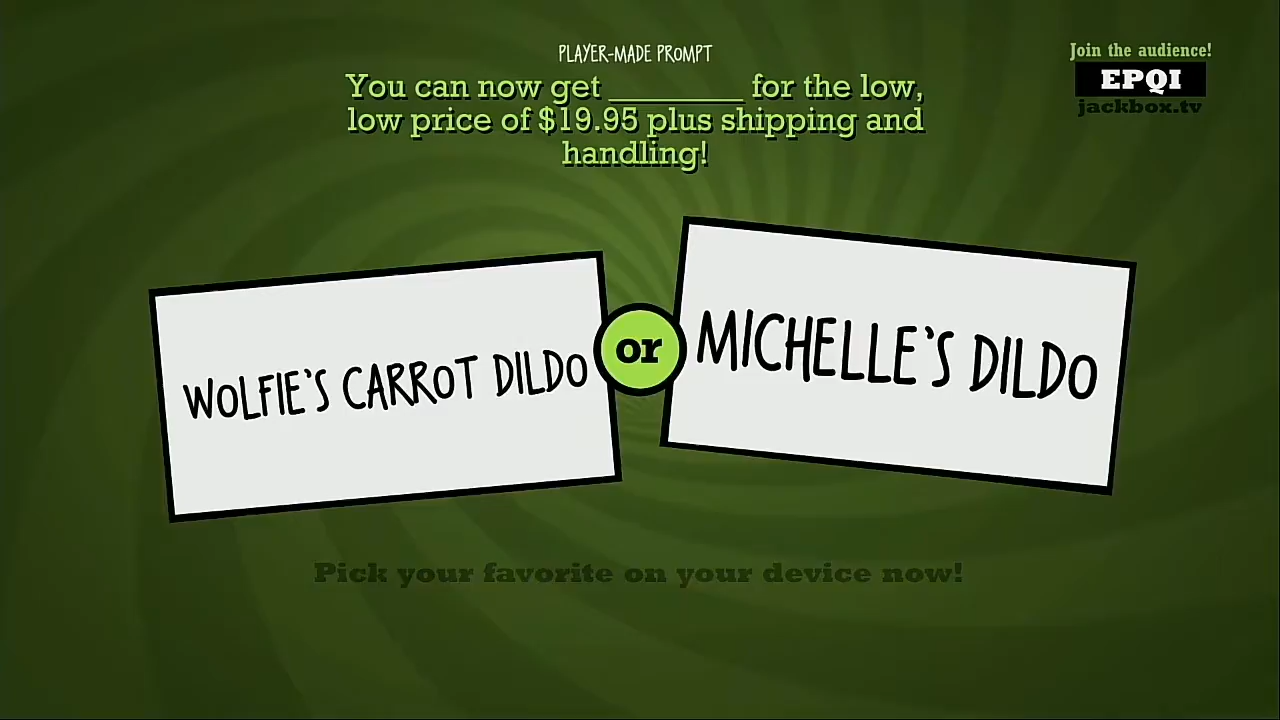 PLAYER-MADE PROMPT
You can now get ________ for the low,
low price of $19.95 plus shipping and
handling!
Join the audience!
EPQI
jackbox.tv
WOLFIE'S CARROT DILDO
or
MICHELLE'S DILDO
Pick your favorite on your device now!